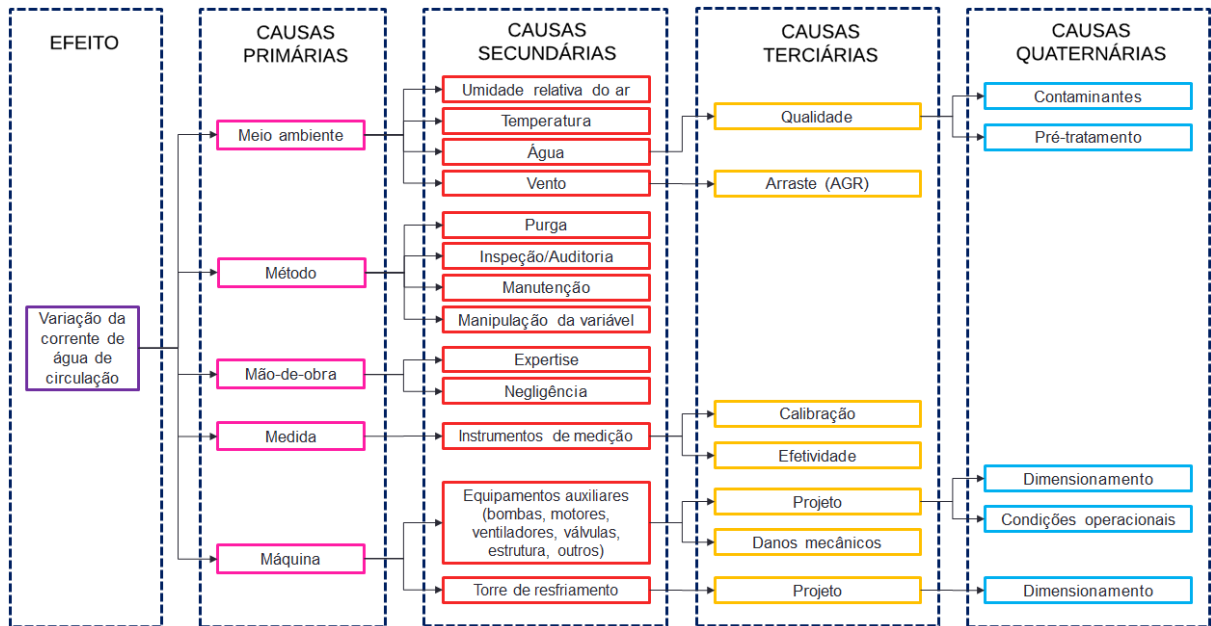 EFEITO
Variação da
corrente de
água de
circulação
CAUSAS
PRIMÁRIAS
Meio ambiente
Método
Mão-de-obra
Medida
Máquina
CAUSAS
SECUNDÁRIAS
Umidade relativa do ar
Temperatura
Água
Vento
Purga
Inspeção/Auditoria
Manutenção
Manipulação da variável
Expertise
Negligência
Instrumentos de medição
Equipamentos auxiliares
(bombas, motores,
ventiladores, válvulas,
estrutura, outros)
Torre de resfriamento
CAUSAS
TERCIÁRIAS
Qualidade
Arraste (AGR)
Calibração
Efetividade
Projeto
Danos mecânicos
Projeto
CAUSAS
QUATERNÁRIAS
Contaminantes
Pré-tratamento
Dimensionamento
Condições operacionais
Dimensionamento